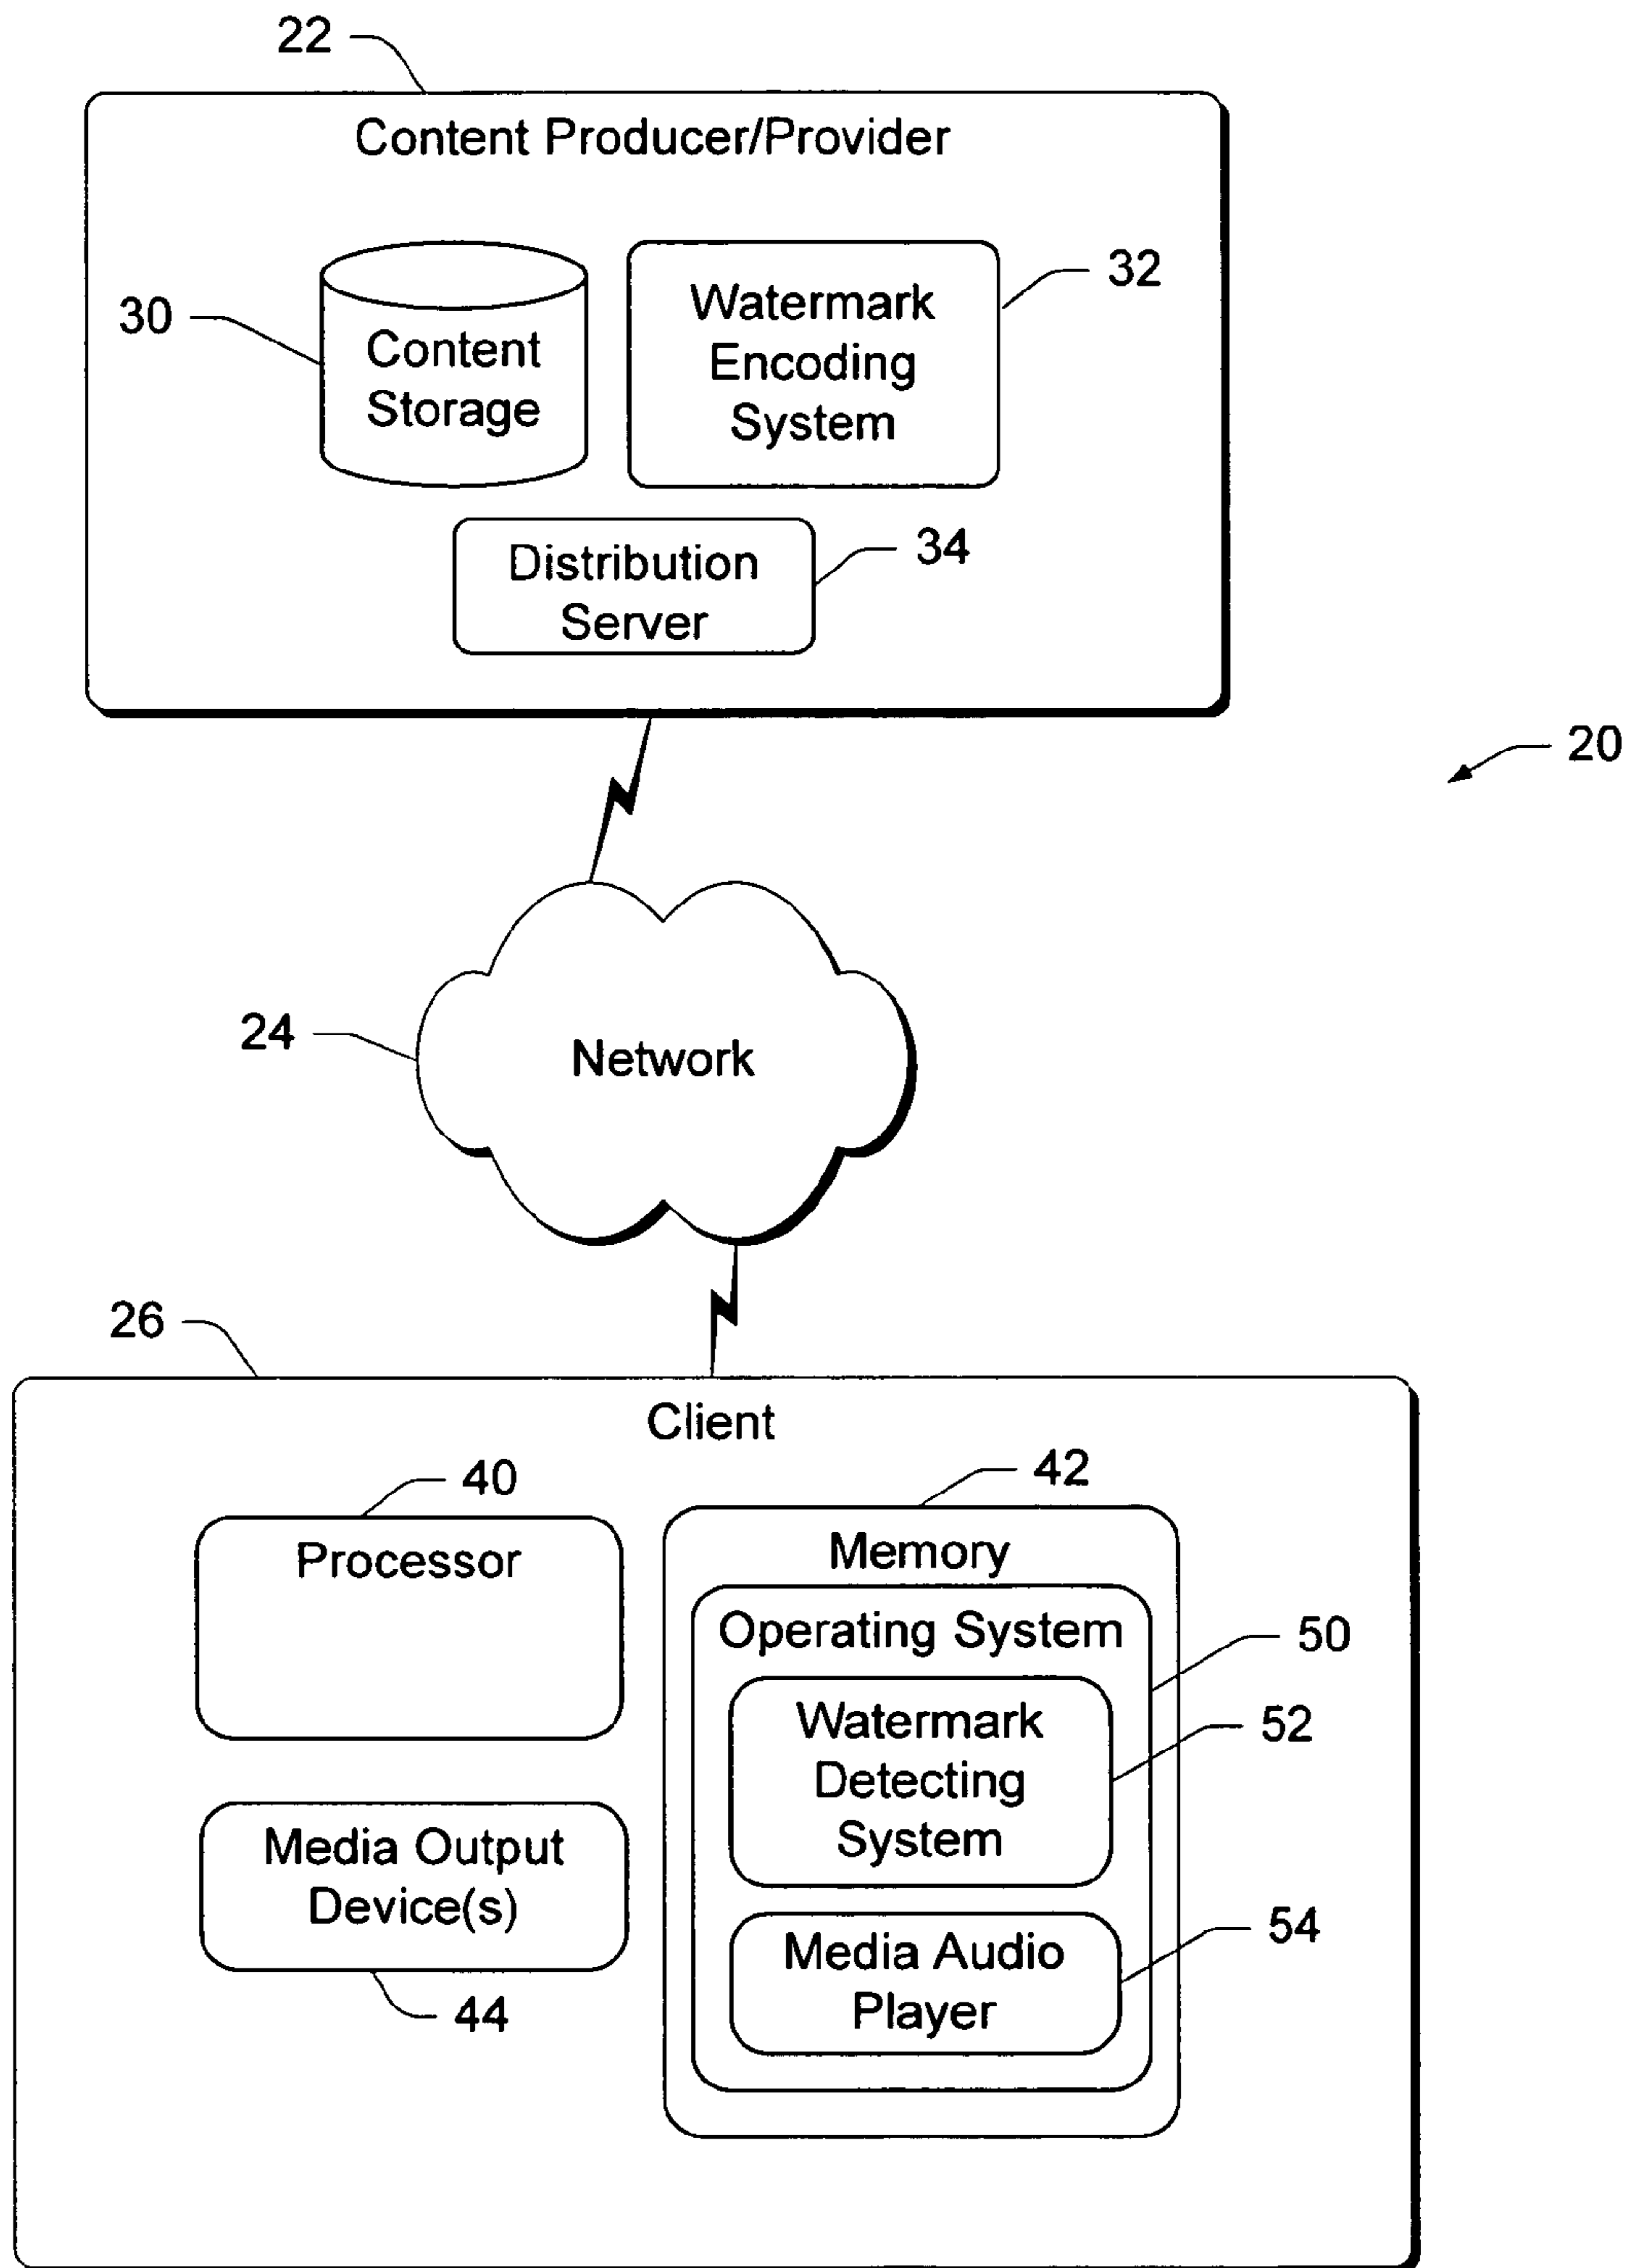 22
Content Producer/Provider
30
Content
Storage
Watermark
Encoding
System
32
Distribution
Server
34
20
24
Network
26
Client
40
Processor
42
Memory
Operating System
50
Watermark
Detecting
System
52
Media Output
Device(s)
44
Media Audio
Player
54